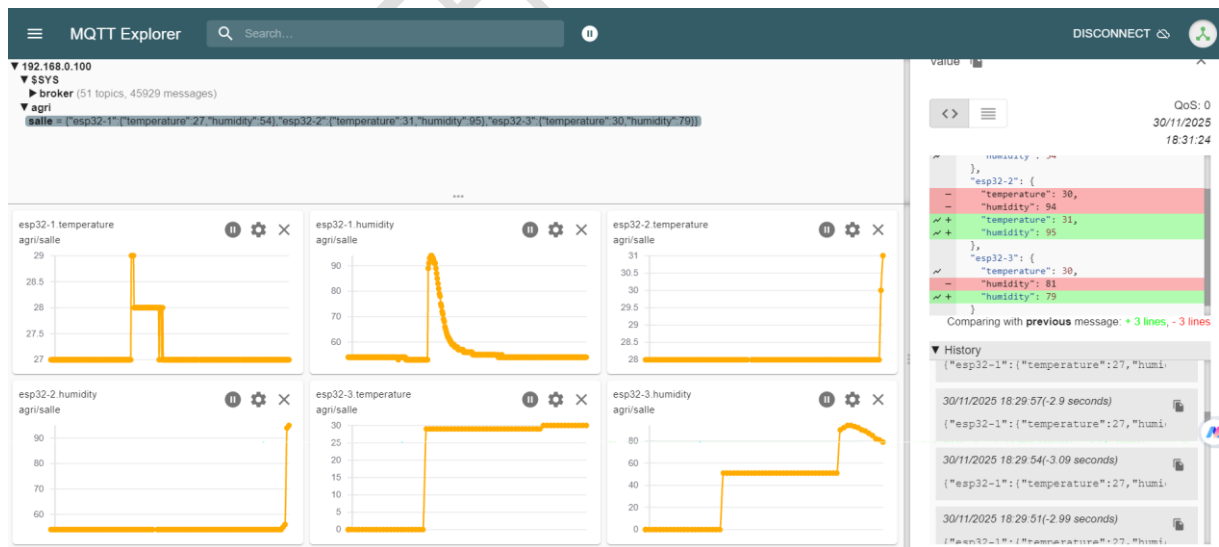 MQTT Explorer
Search...
DISCONNECT
▼ 192.168.0.100
▼ $SYS
▶ broker (51 topics, 45929 messages)
▼ agri
salle = {"esp32-1":{"temperature":27,"humidity":54},"esp32-2":{"temperature":31,"humidity":95},"esp32-3":{"temperature":30,"humidity":79}}
...
esp32-1.temperature
agri/salle
29
28.5
28
27.5
27
esp32-1.humidity
agri/salle
90
80
70
60
esp32-2.temperature
agri/salle
31
30.5
30
29.5
29
28.5
28
esp32-2.humidity
agri/salle
90
80
70
60
esp32-3.temperature
agri/salle
30
25
20
15
10
5
0
esp32-3.humidity
agri/salle
80
60
40
20
0
Value
QoS: 0
30/11/2025
18:31:24
"humidity": 54
},
"esp32-2": {
- "temperature": 30,
- "humidity": 94
+ "temperature": 31,
+ "humidity": 95
},
"esp32-3": {
"temperature": 30,
- "humidity": 81
+ "humidity": 79
}
Comparing with previous message: + 3 lines, - 3 lines
▼ History
{"esp32-1":{"temperature":27,"humi
30/11/2025 18:29:57(-2.9 seconds)
{"esp32-1":{"temperature":27,"humi
30/11/2025 18:29:54(-3.09 seconds)
{"esp32-1":{"temperature":27,"humi
30/11/2025 18:29:51(-2.99 seconds)
{"esp32-1":{"temperature":27,"humi